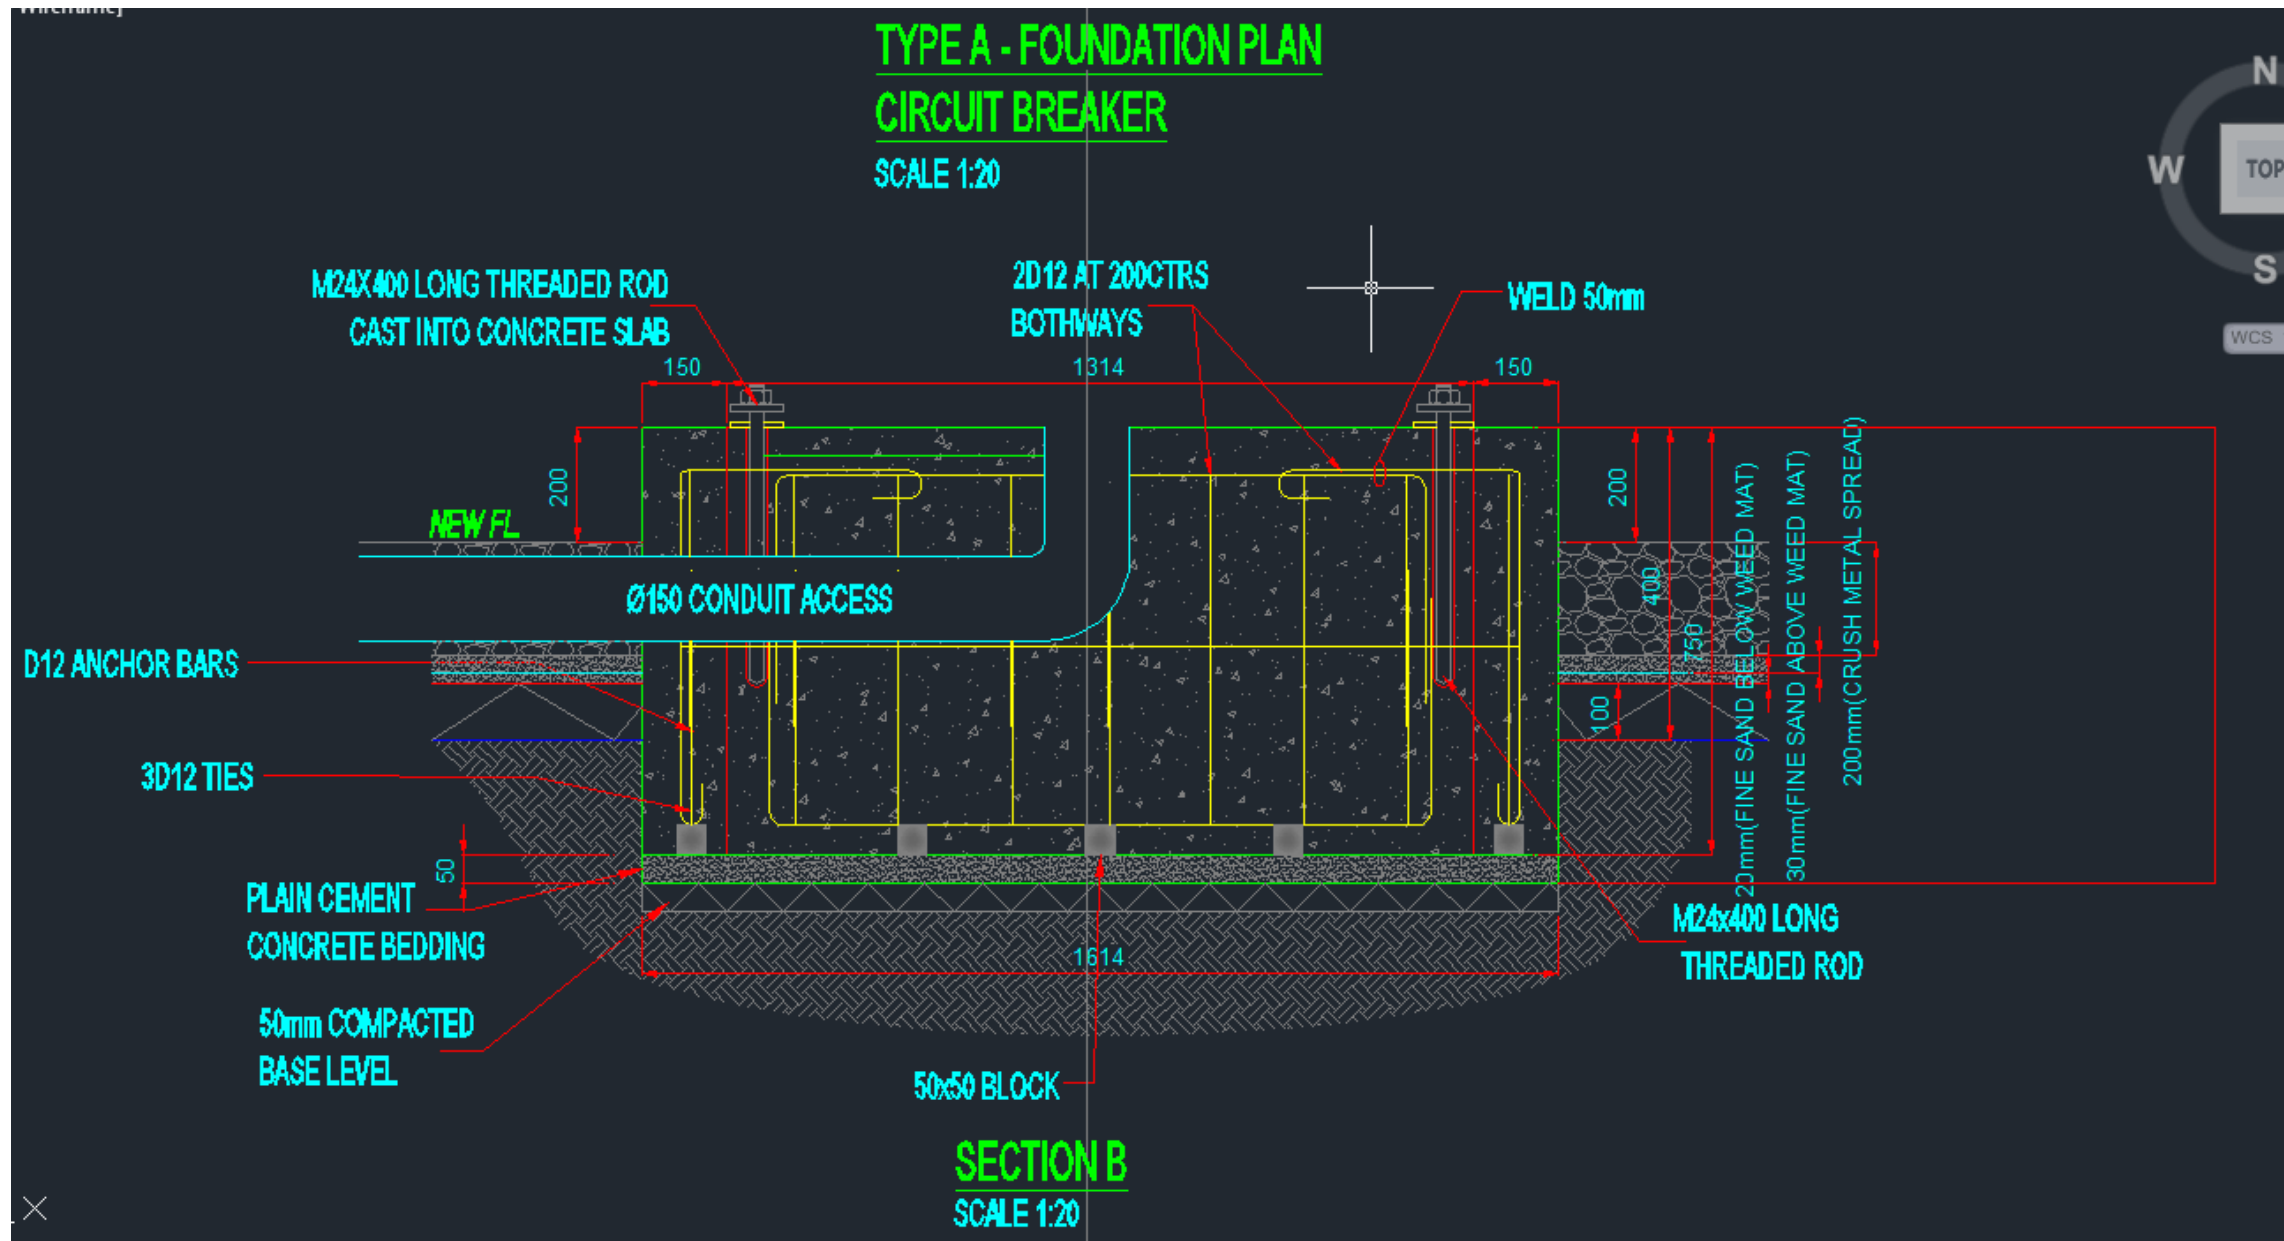 TYPE A - FOUNDATION PLAN
CIRCUIT BREAKER
SCALE 1:20
N
W
TOP
S
WCS
M24X400 LONG THREADED ROD
CAST INTO CONCRETE SLAB
2D12 AT 200CTRS
BOTHWAYS
WELD 50mm
150
1314
150
200
NEW FL
Ø150 CONDUIT ACCESS
D12 ANCHOR BARS
3D12 TIES
50
PLAIN CEMENT
CONCRETE BEDDING
50mm COMPACTED
BASE LEVEL
1614
50x50 BLOCK
200
400
750
100
20mm(FINE SAND BELOW WEED MAT)
30mm(FINE SAND ABOVE WEED MAT)
200mm(CRUSH METAL SPREAD)
M24x400 LONG
THREADED ROD
SECTION B
SCALE 1:20